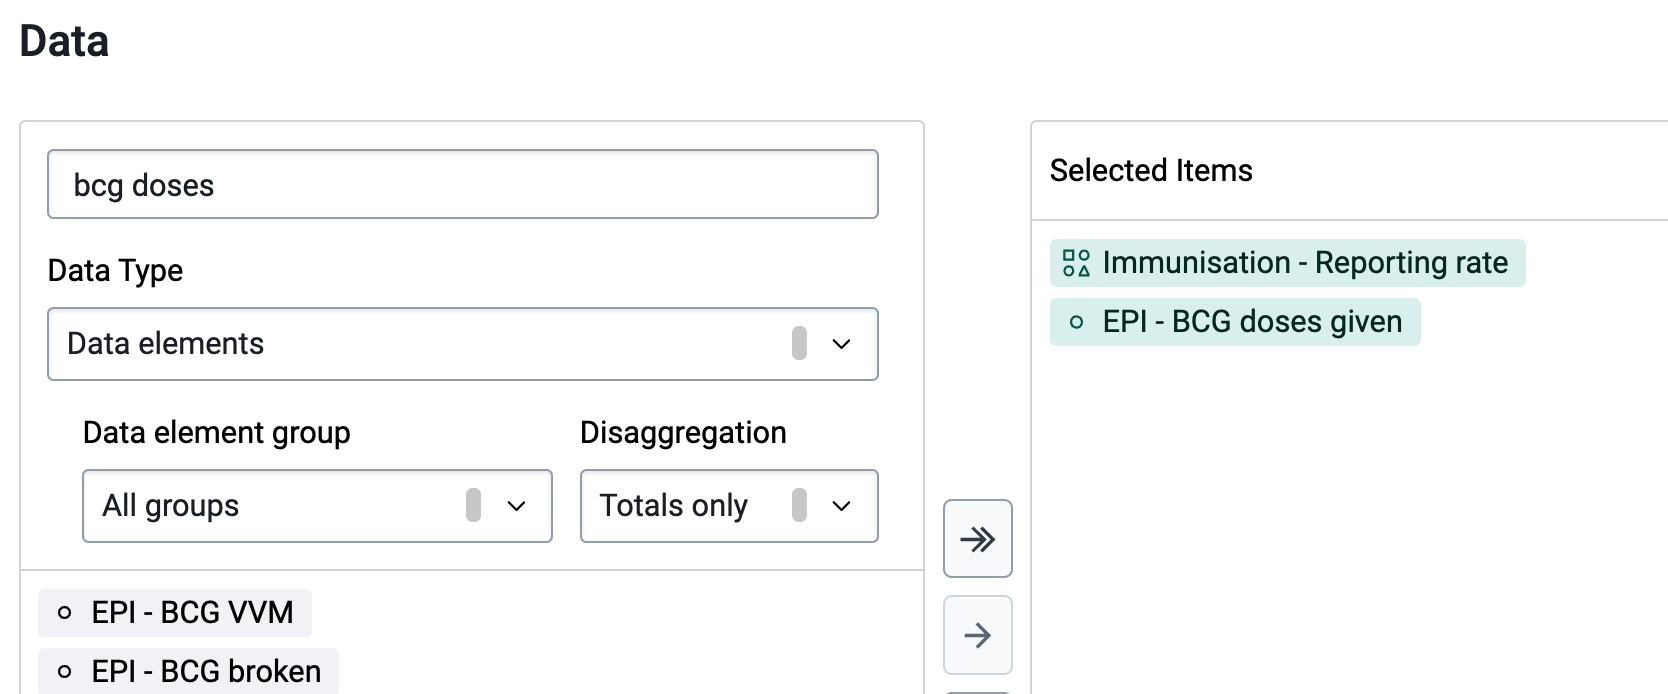 Data
bcg doses
Data Type
Data elements
Data element group
Disaggregation
All groups
Totals only
EPI - BCG VVM
EPI - BCG broken
Selected Items
Immunisation - Reporting rate
EPI - BCG doses given